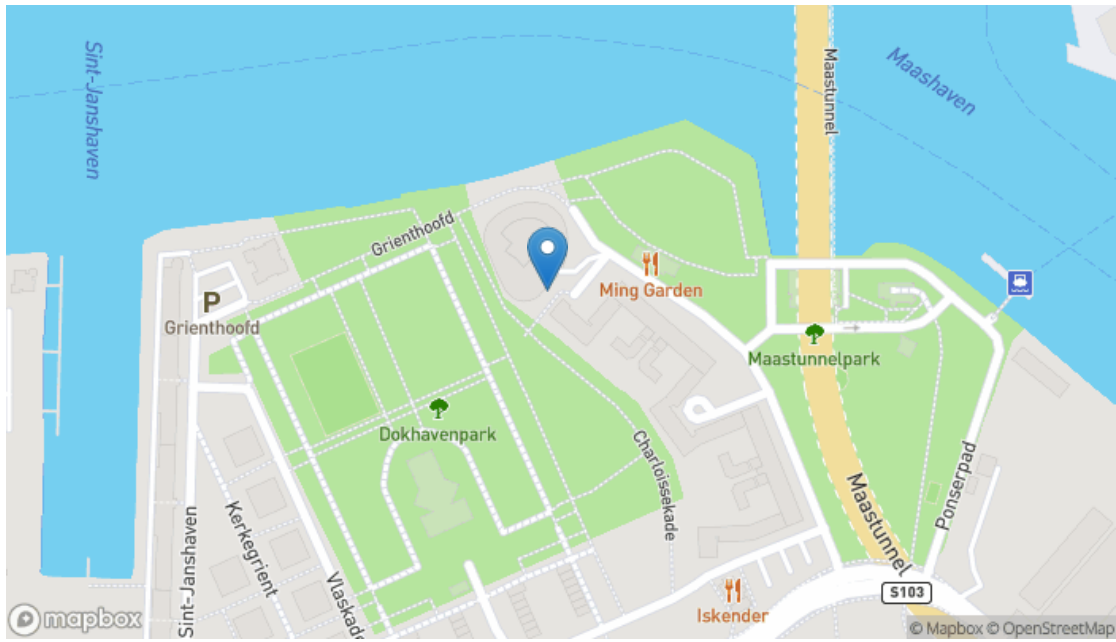 Sint-Janshaven
Maastunnel
Maashaven
Grienthoofd
Ming Garden
P
Grienthoofd
Maastunnelpark
Dokhavenpark
Charloissekade
Kerkegrient
Sint-Janshaven
Vlaskade
Maastunnel
Ponserpad
Iskender
S103
mapbox
© Mapbox © OpenStreetMap